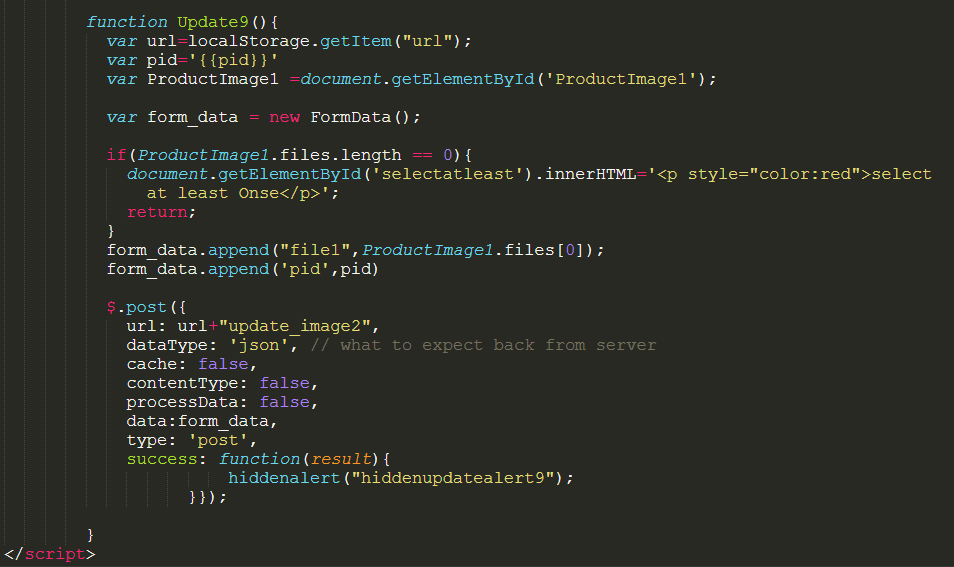 function Update9(){
var url=localStorage.getItem("url");
var pid='{{pid}}'
var ProductImage1 =document.getElementById('ProductImage1');
var form_data = new FormData();
if(ProductImage1.files.length == 0){
document.getElementById('selectatleast').innerHTML='<p style="color:red">select
at least Onse</p>';
return;
}
form_data.append("file1",ProductImage1.files[0]);
form_data.append('pid',pid)
$.post({
url: url+"update_image2",
dataType: 'json', // what to expect back from server
cache: false,
contentType: false,
processData: false,
data:form_data,
type: 'post',
success: function(result){
hiddenalert("hiddenupdatealert9");
}});
}
</script>